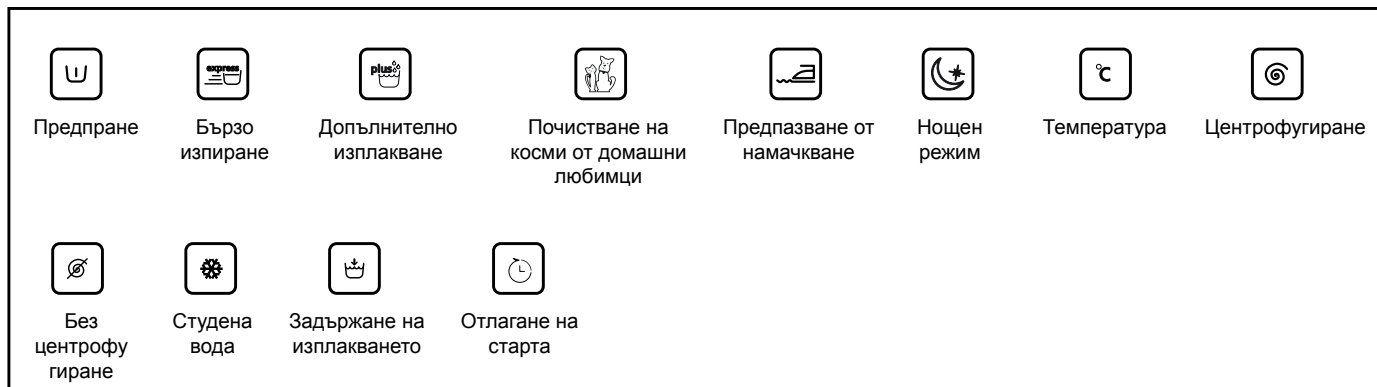 express
plus
°C
Предпране
Бързо
изпиране
Допълнително
изплакване
Почистване на
косми от домашни
любимци
Предпазване от
намачкване
Нощен
режим
Температура
Центрофугиране
Без
центрофу
гиране
Студена
вода
Задържане на
изплакването
Отлагане на
старта